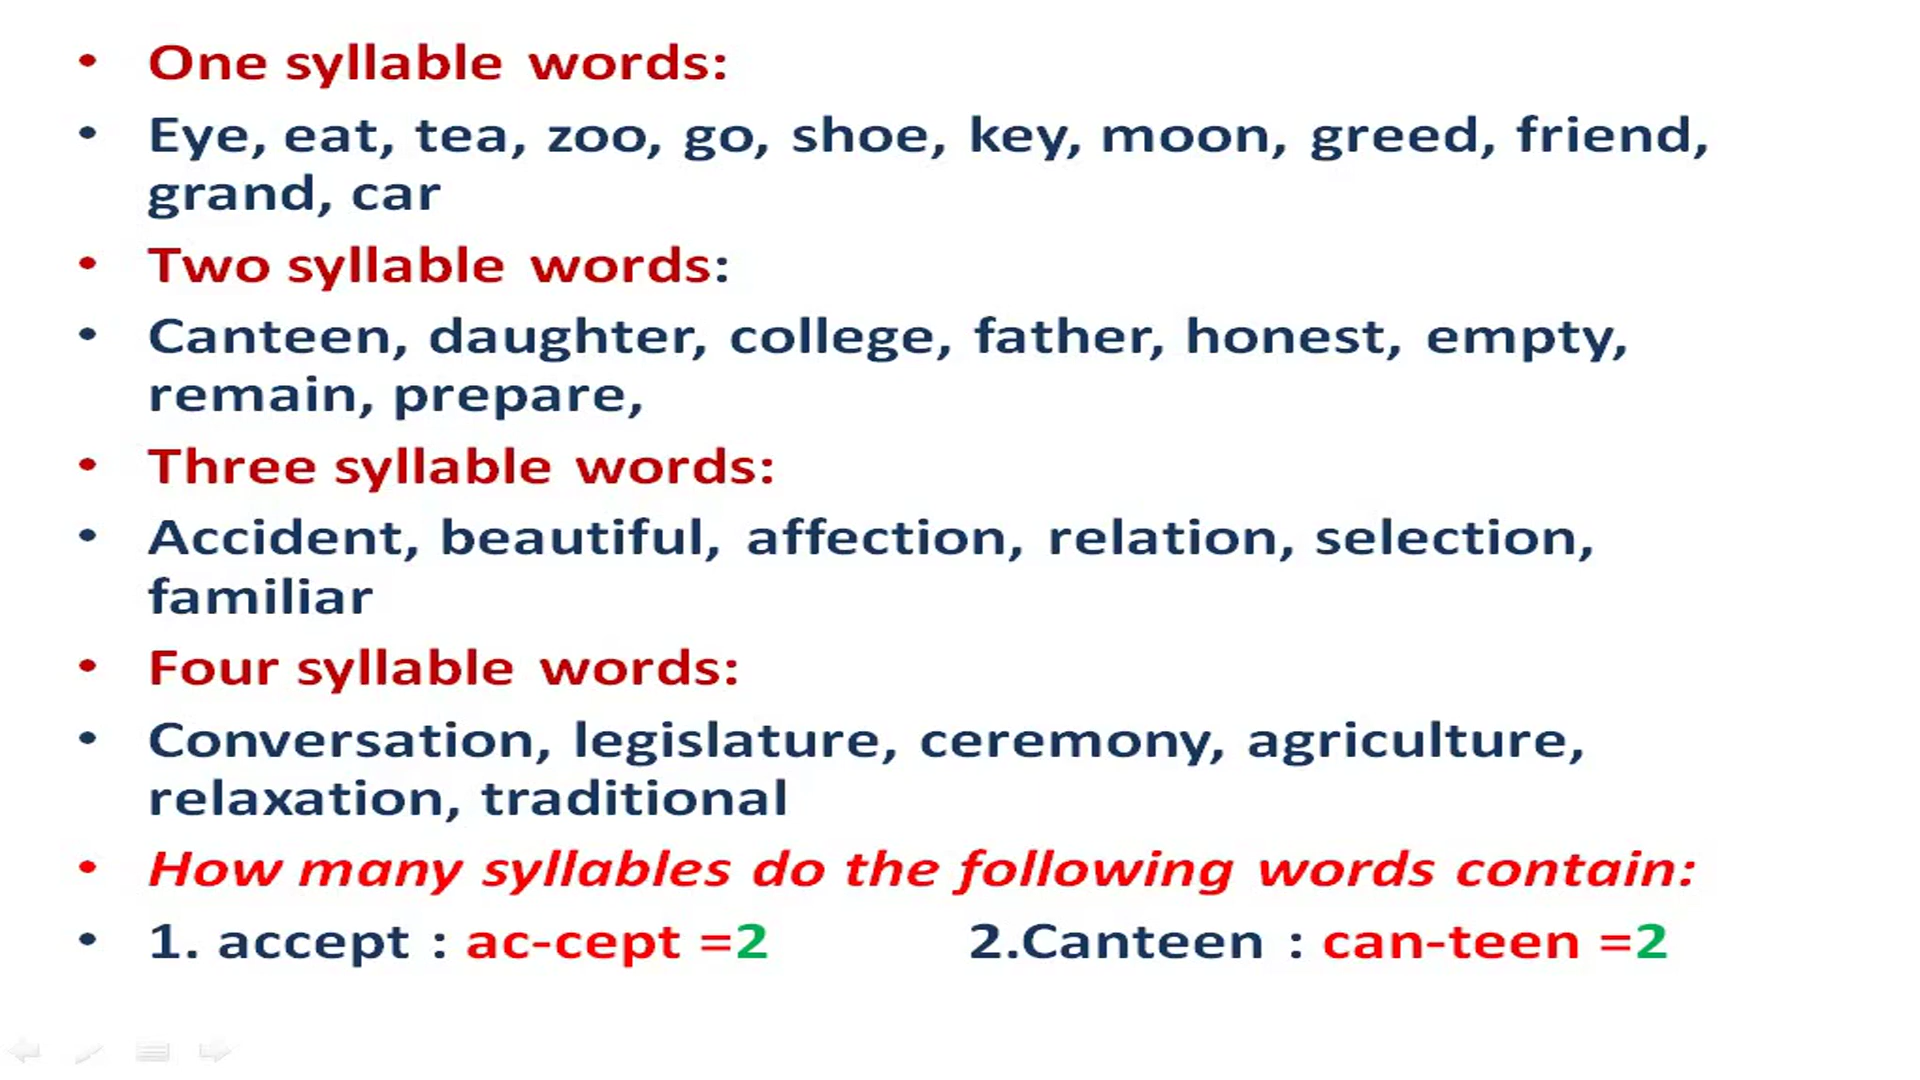 • One syllable words:
• Eye, eat, tea, zoo, go, shoe, key, moon, greed, friend,
grand, car
• Two syllable words:
• Canteen, daughter, college, father, honest, empty,
remain, prepare,
• Three syllable words:
• Accident, beautiful, affection, relation, selection,
familiar
• Four syllable words:
• Conversation, legislature, ceremony, agriculture,
relaxation, traditional
• How many syllables do the following words contain:
• 1. accept : ac-cept =2 2.Canteen : can-teen =2